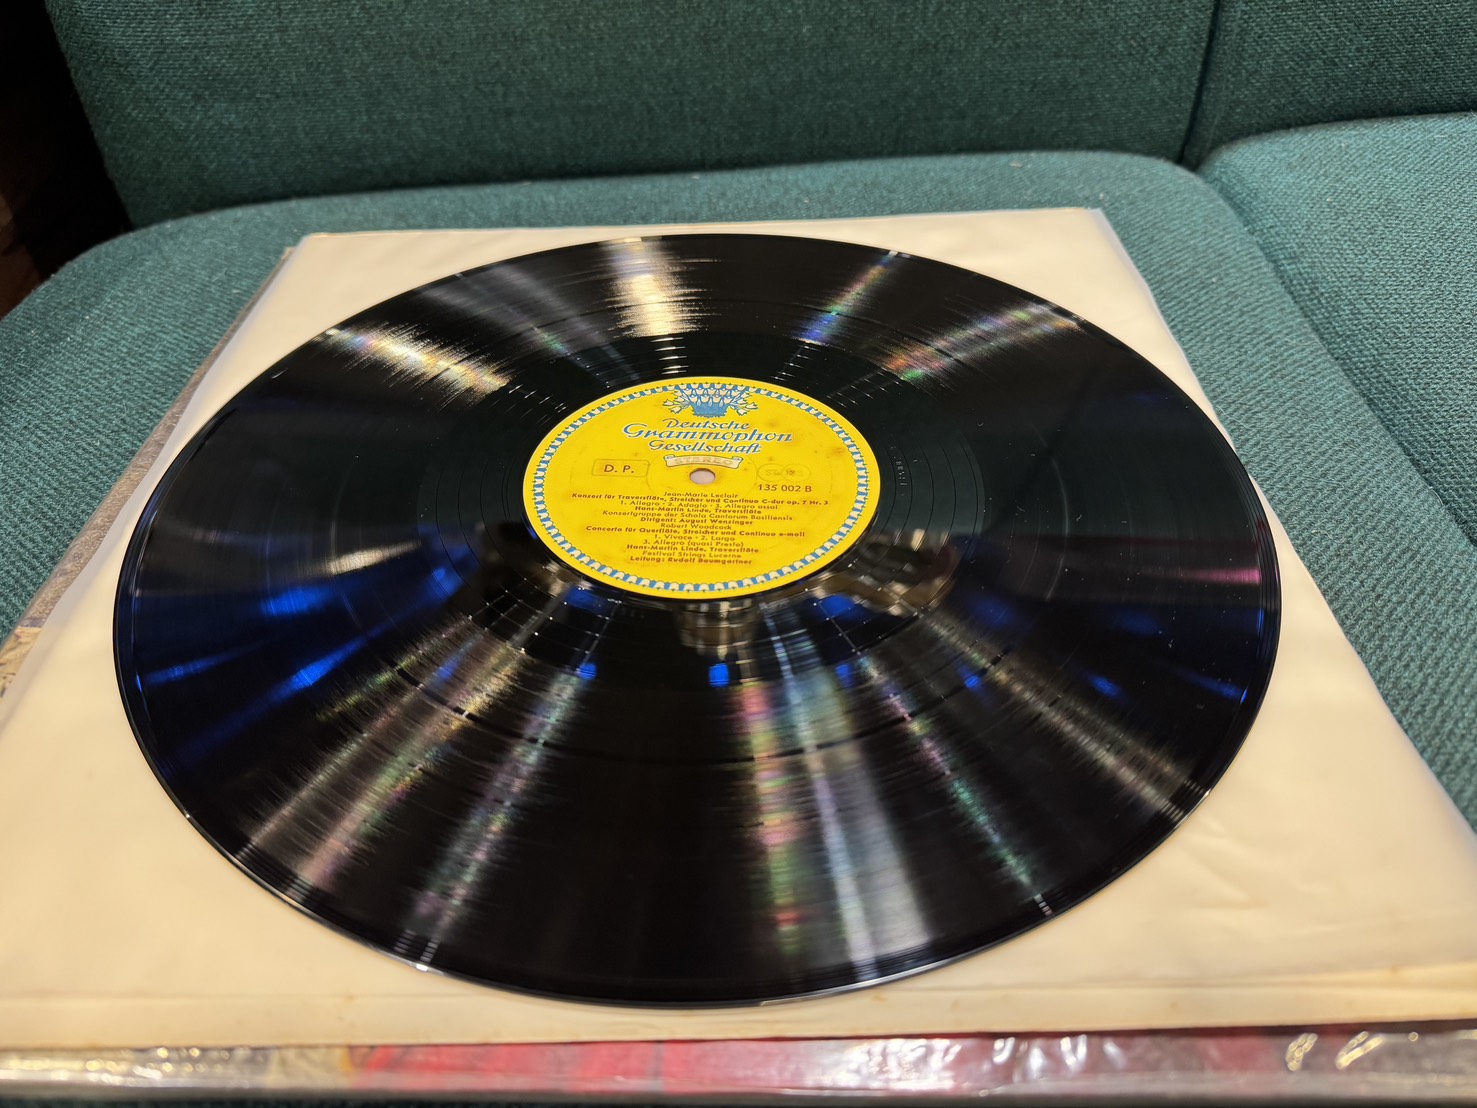 Deutsche
Grammophon
Gesellschaft
STEREO
D. P.
135 002 B
Jean-Marie Leclair
Konzert für Traversflöte, Streicher und Continuo C-dur op. 7 Nr. 3
1. Allegro · 2. Adagio · 3. Allegro assai
Hans-Martin Linde, Traversflöte
Konzertgruppe der Schola Cantorum Basiliensis
Dirigent: August Wenzinger
Robert Woodcock
Concerto für Querflöte, Streicher und Continuo e-moll
1. Vivace · 2. Largo
3. Allegro (quasi Presto)
Hans-Martin Linde, Traversflöte
Festival Strings Lucerne
Leitung: Rudolf Baumgartner